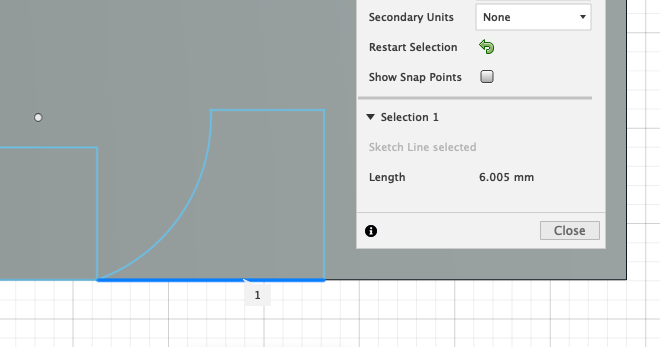 Secondary Units None
Restart Selection
Show Snap Points
Selection 1
Sketch Line selected
Length 6.005 mm
Close
1